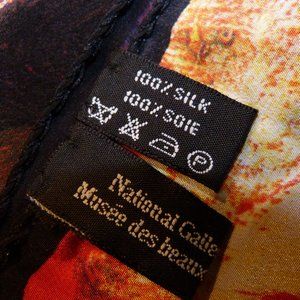 100% SILK
100% SOIE
P
National Galle
Musée des beaux